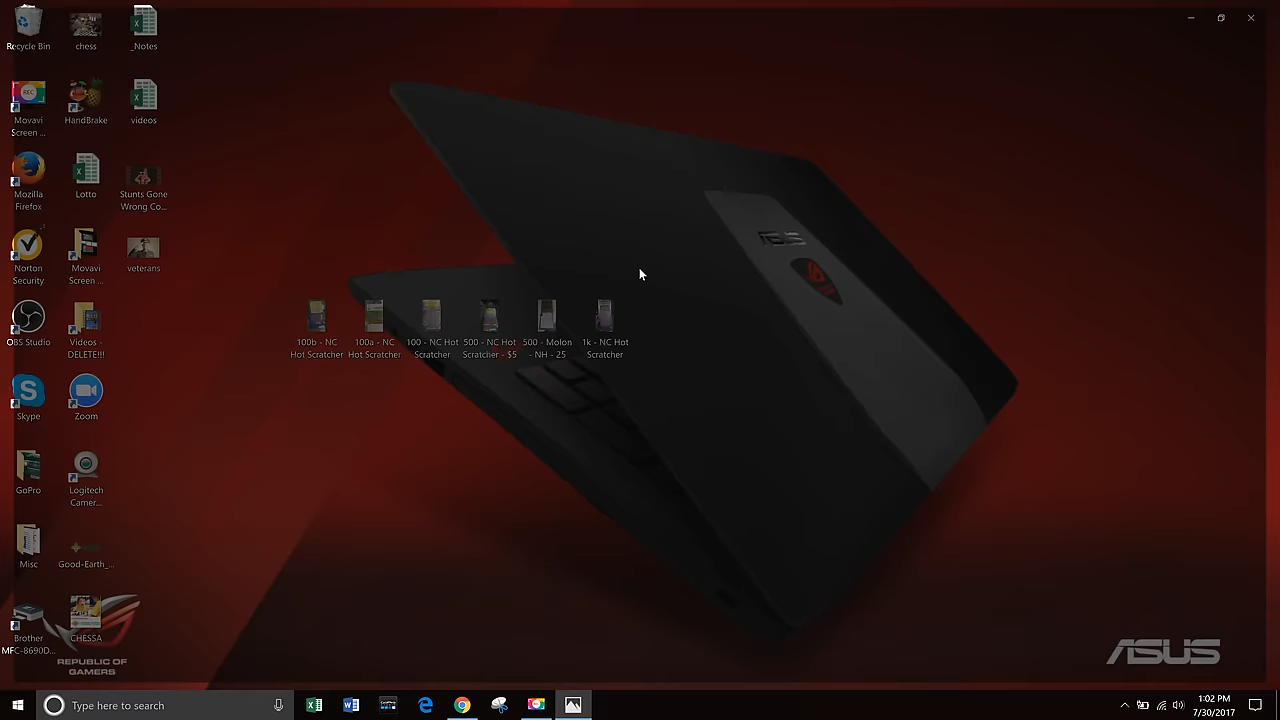 Recycle Bin
chess
_Notes
REC
Movavi
Screen ...
HandBrake
videos
Mozilla
Firefox
Lotto
Stunts Gone
Wrong Co...
Norton
Security
Movavi
Screen ...
veterans
OBS Studio
Videos -
DELETE!!!
100b - NC
Hot Scratcher
100a - NC
Hot Scratcher
100 - NC Hot
Scratcher
500 - NC Hot
Scratcher - $5
500 - Molon
- NH - 25
1k - NC Hot
Scratcher
Skype
Zoom
GoPro
Logitech
Camer...
Misc
Good-Earth_...
Brother
MFC-8690D...
CHESSA
REPUBLIC OF
GAMERS
ASUS
Type here to search
1:02 PM
7/30/2017